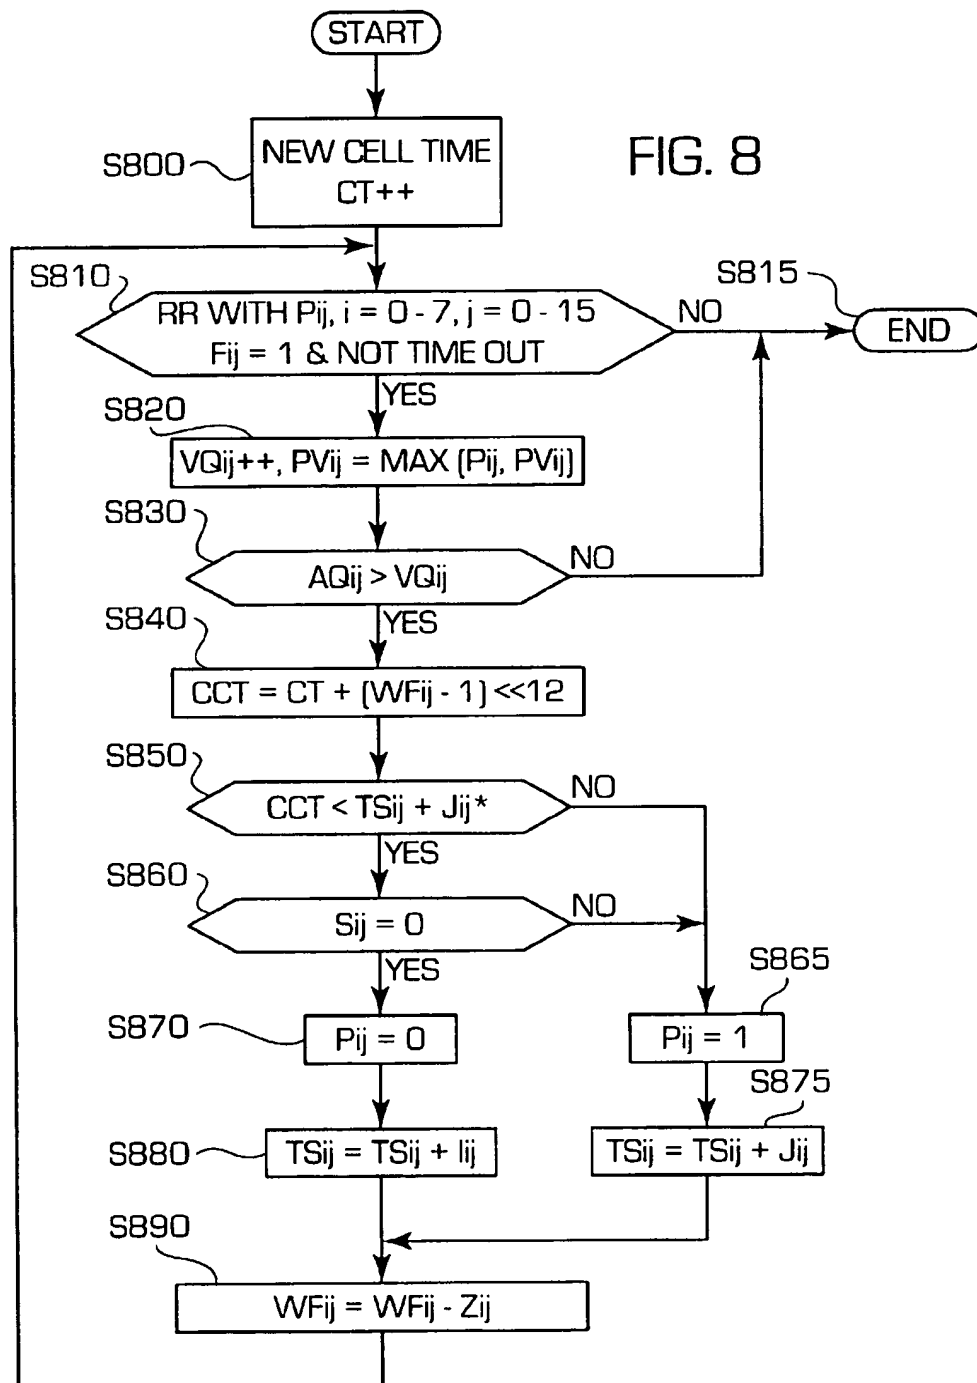 START
S800
NEW CELL TIME
CT++
FIG. 8
S810
RR WITH Pij, i = 0 - 7, j = 0 - 15
Fij = 1 & NOT TIME OUT
NO
S815
END
YES
S820
VQij++, PVij = MAX (Pij, PVij)
S830
AQij > VQij
NO
YES
S840
CCT = CT + (WFij - 1) <<12
S850
CCT < TSij + Jij*
NO
YES
S860
Sij = 0
NO
YES
S865
S870
Pij = 0
Pij = 1
S875
S880
TSij = TSij + Iij
TSij = TSij + Jij
S890
WFij = WFij - Zij